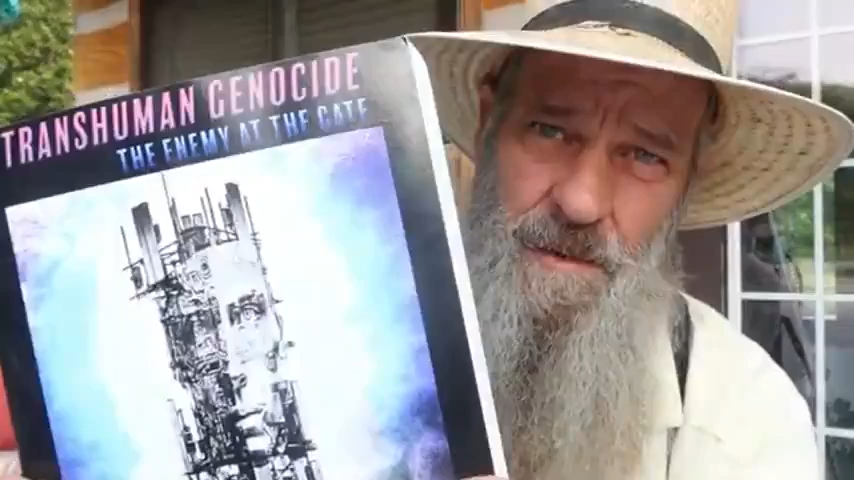 TRANSHUMAN GENOCIDE
THE ENEMY AT THE GATE